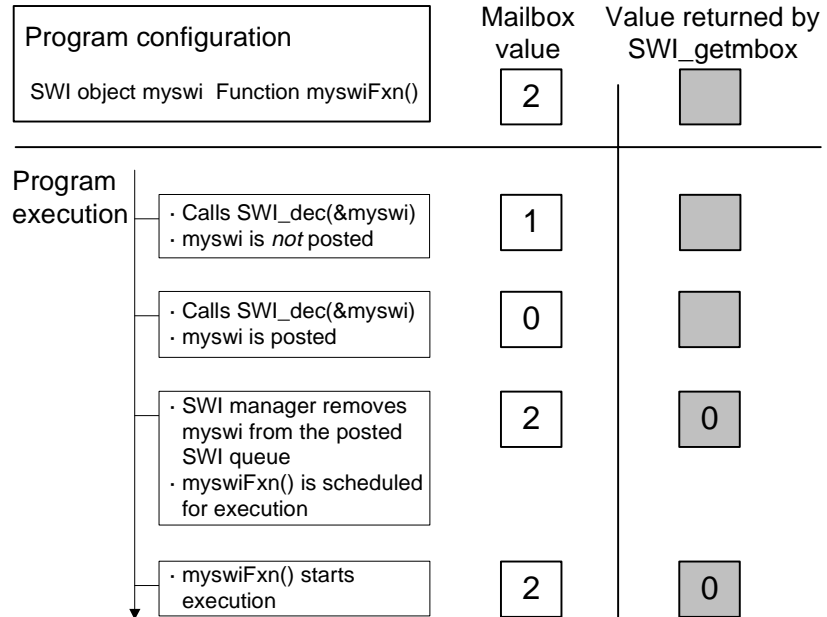 Program configuration
SWI object myswi Function myswiFxn()
Mailbox
value
Value returned by
SWI_getmbox
2
Program
execution
· Calls SWI_dec(&myswi)
· myswi is not posted
1
· Calls SWI_dec(&myswi)
· myswi is posted
0
· SWI manager removes
myswi from the posted
SWI queue
· myswiFxn() is scheduled
for execution
2
0
· myswiFxn() starts
execution
2
0